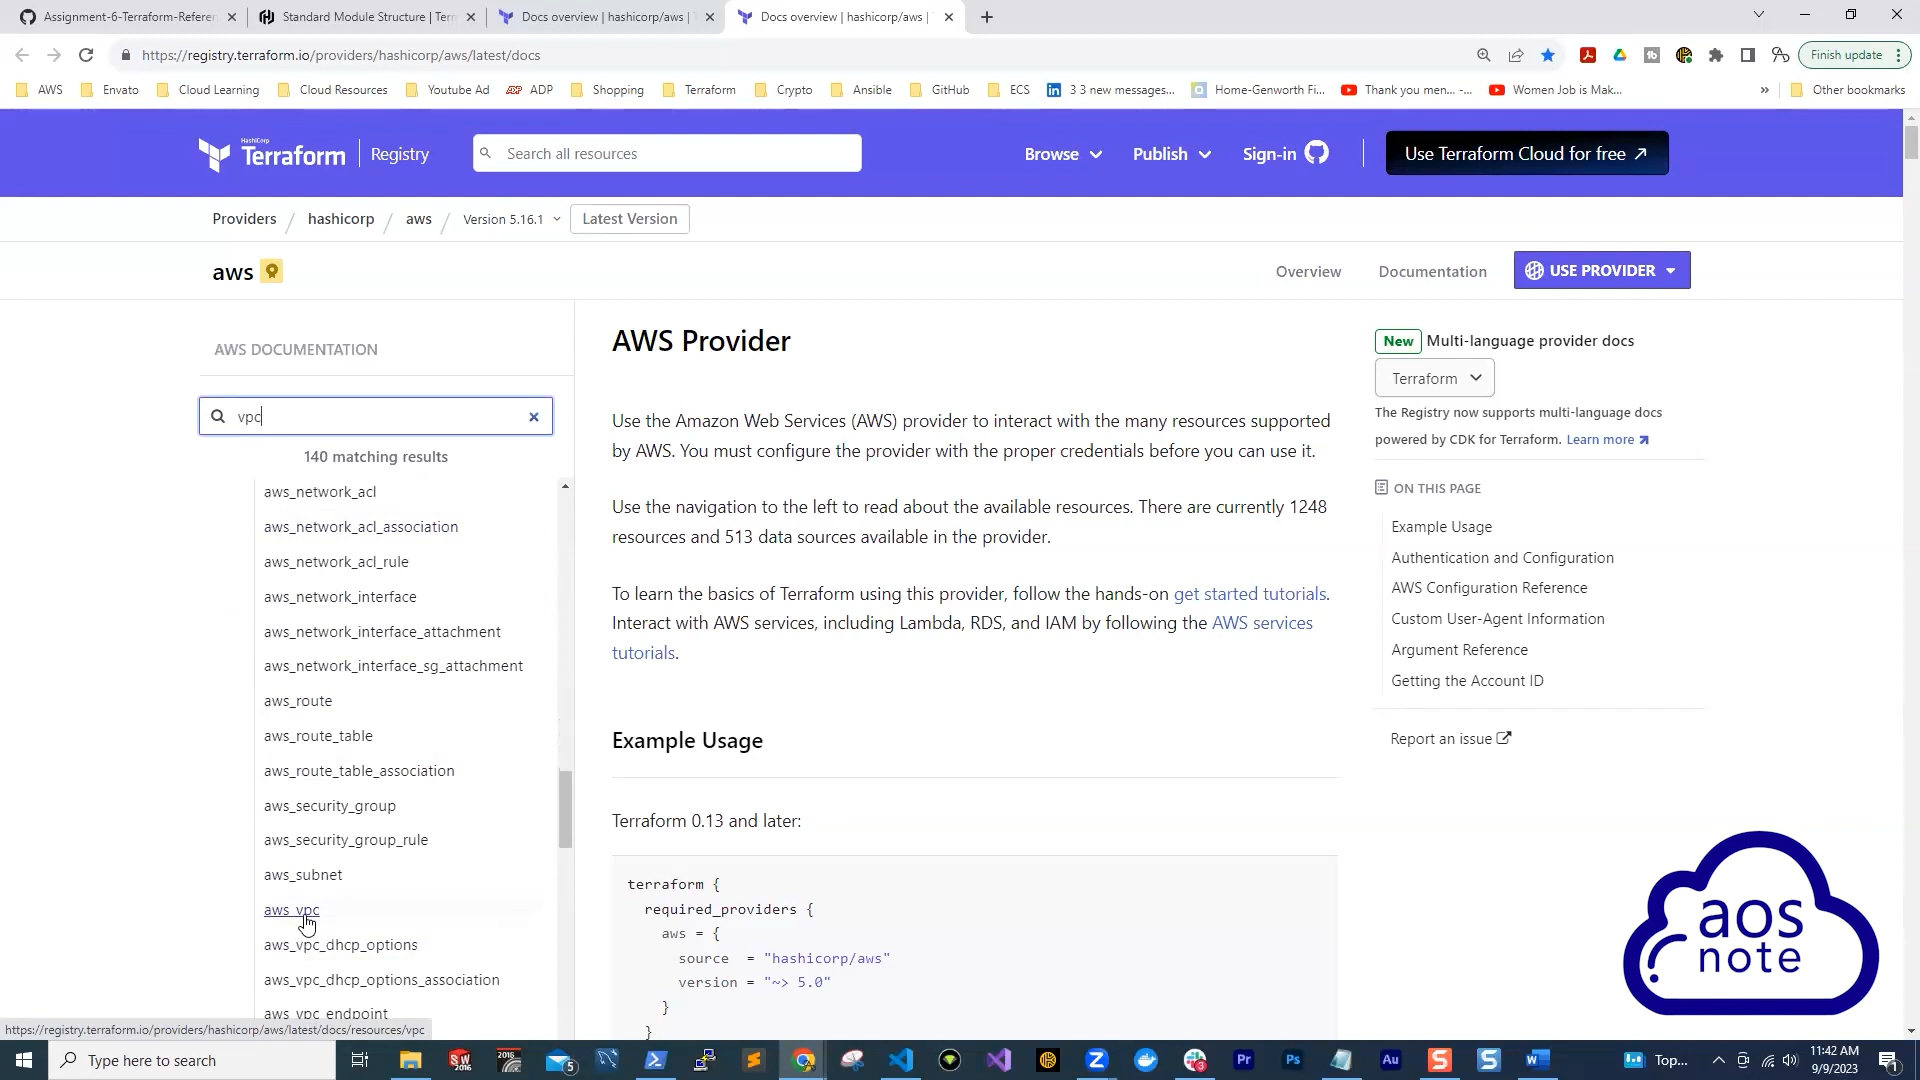 Assignment-6-Terraform-Referen
Standard Module Structure | Terr
Docs overview | hashicorp/aws | T
Docs overview | hashicorp/aws |
https://registry.terraform.io/providers/hashicorp/aws/latest/docs
Finish update
AWS
Envato
Cloud Learning
Cloud Resources
Youtube Ad
ADP
Shopping
Terraform
Crypto
Ansible
GitHub
ECS
3 3 new messages...
Home-Genworth Fi...
Thank you men... -...
Women Job is Mak...
»
Other bookmarks
HashiCorp
Terraform
Registry
Search all resources
Browse
Publish
Sign-in
Use Terraform Cloud for free
Providers / hashicorp / aws / Version 5.16.1
Latest Version
aws
Overview
Documentation
USE PROVIDER
AWS DOCUMENTATION
vpc
140 matching results
aws_network_acl
aws_network_acl_association
aws_network_acl_rule
aws_network_interface
aws_network_interface_attachment
aws_network_interface_sg_attachment
aws_route
aws_route_table
aws_route_table_association
aws_security_group
aws_security_group_rule
aws_subnet
aws_vpc
aws_vpc_dhcp_options
aws_vpc_dhcp_options_association
aws_vpc_endpoint
https://registry.terraform.io/providers/hashicorp/aws/latest/docs/resources/vpc
AWS Provider
Use the Amazon Web Services (AWS) provider to interact with the many resources supported
by AWS. You must configure the provider with the proper credentials before you can use it.
Use the navigation to the left to read about the available resources. There are currently 1248
resources and 513 data sources available in the provider.
To learn the basics of Terraform using this provider, follow the hands-on get started tutorials.
Interact with AWS services, including Lambda, RDS, and IAM by following the AWS services
tutorials.
Example Usage
Terraform 0.13 and later:
terraform {
required_providers {
aws = {
source = "hashicorp/aws"
version = "~> 5.0"
}
}
New Multi-language provider docs
Terraform
The Registry now supports multi-language docs
powered by CDK for Terraform. Learn more
ON THIS PAGE
Example Usage
Authentication and Configuration
AWS Configuration Reference
Custom User-Agent Information
Argument Reference
Getting the Account ID
Report an issue
aos
note
Type here to search
2016
2016
5
3
Pr
Ps
Au
Top...
11:42 AM
9/9/2023
1